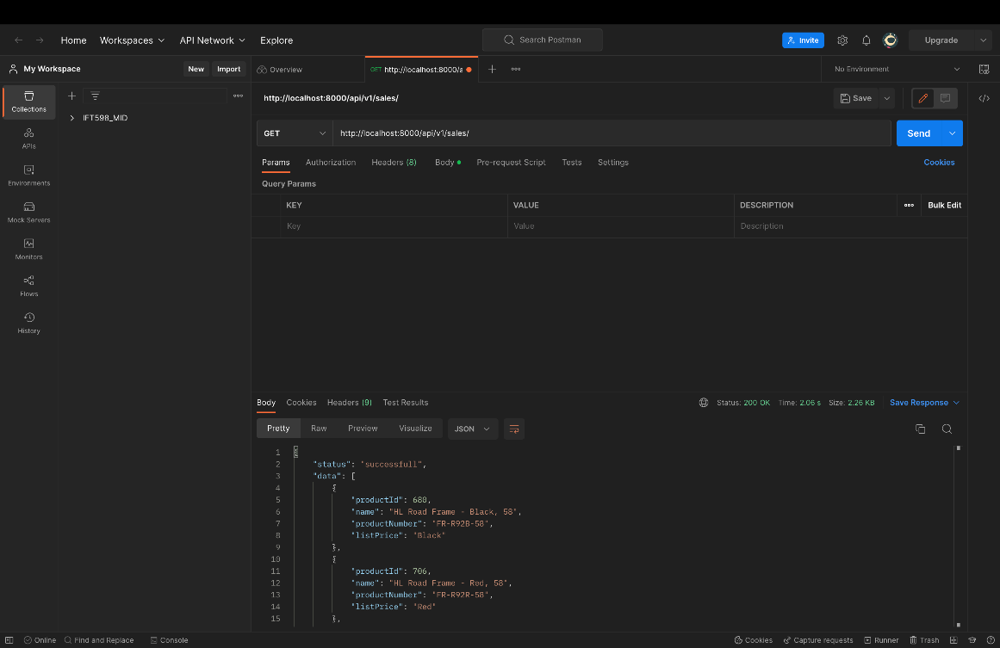 Home Workspaces API Network Explore Search Postman Invite Upgrade
My Workspace New Import Overview GET http://localhost:8000/a No Environment
Collections
IFT598_MID
APIs
Environments
Mock Servers
Monitors
Flows
History
http://localhost:8000/api/v1/sales/ Save
GET http://localhost:8000/api/v1/sales/ Send
Params Authorization Headers (8) Body Pre-request Script Tests Settings Cookies
Query Params
KEY VALUE DESCRIPTION Bulk Edit
Key Value Description
Body Cookies Headers (9) Test Results Status: 200 OK Time: 2.06 s Size: 2.26 KB Save Response
Pretty Raw Preview Visualize JSON
1 {
2 "status": "successfull",
3 "data": [
4 {
5 "productId": 680,
6 "name": "HL Road Frame - Black, 58",
7 "productNumber": "FR-R92B-58",
8 "listPrice": "Black"
9 },
10 {
11 "productId": 706,
12 "name": "HL Road Frame - Red, 58",
13 "productNumber": "FR-R92R-58",
14 "listPrice": "Red"
15 },
Online Find and Replace Console Cookies Capture requests Runner Trash